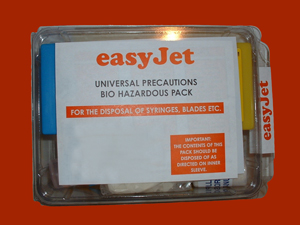 easyJet
UNIVERSAL PRECAUTIONS
BIO HAZARDOUS PACK
FOR THE DISPOSAL OF SYRINGES, BLADES ETC.
IMPORTANT
THE CONTENTS OF THIS
PACK SHOULD BE
DISPOSED OF AS
DIRECTED ON INNER
SLEEVE.
easyJet